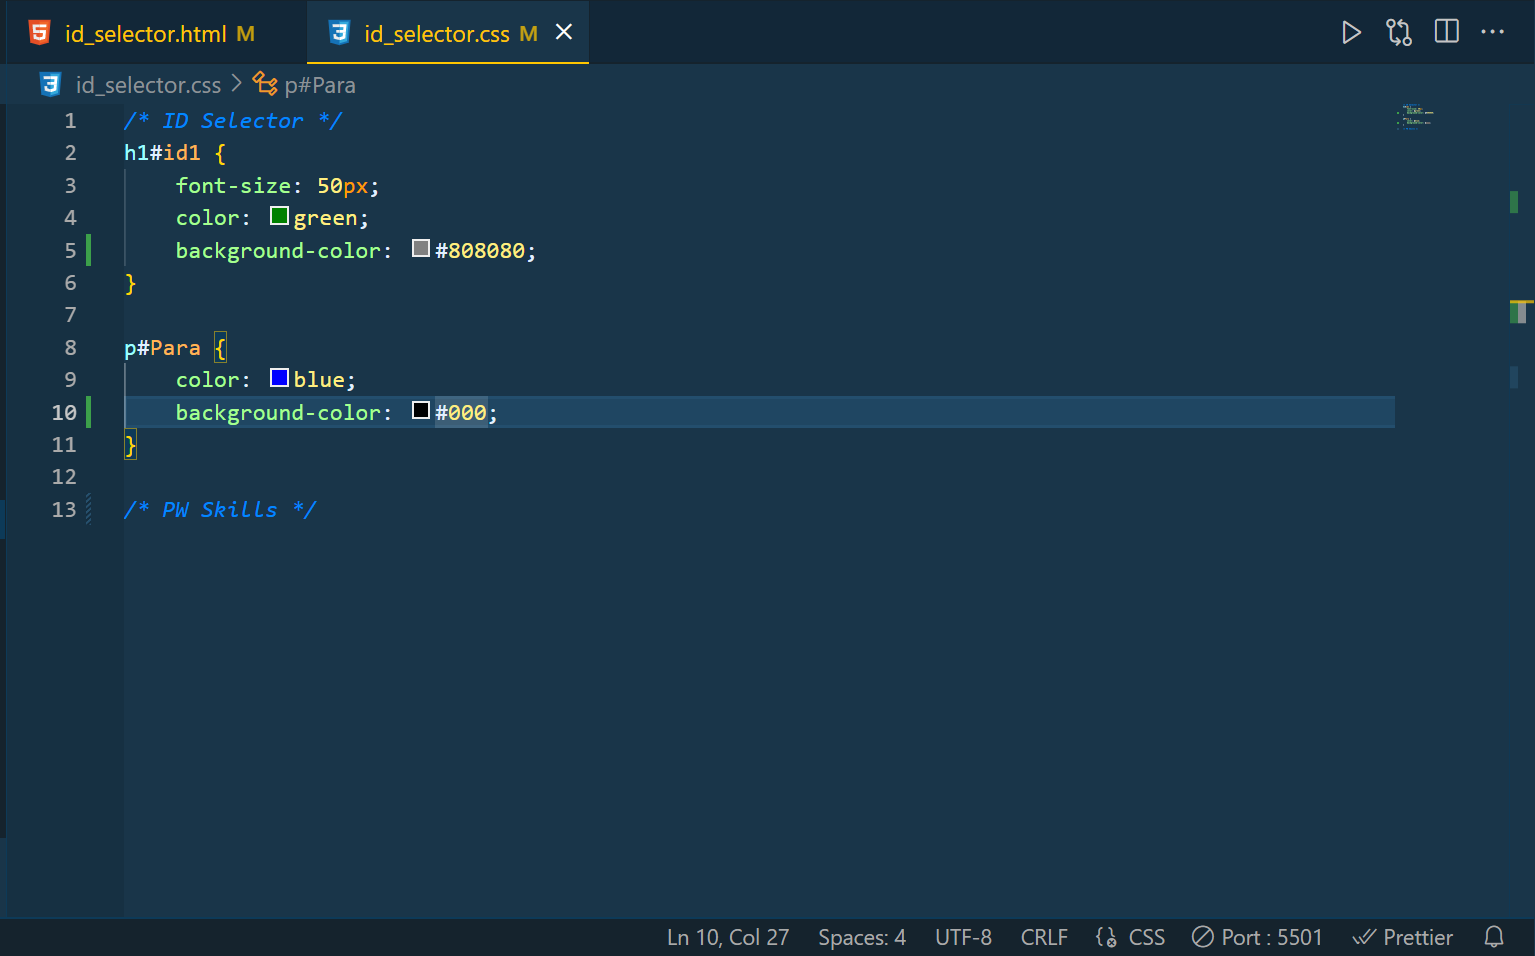 id_selector.html M id_selector.css M
id_selector.css > p#Para
1 /* ID Selector */
2 h1#id1 {
3     font-size: 50px;
4     color: green;
5     background-color: #808080;
6 }
7
8 p#Para {
9     color: blue;
10     background-color: #000;
11 }
12
13 /* PW Skills */
Ln 10, Col 27 Spaces: 4 UTF-8 CRLF {} CSS Port : 5501 Prettier